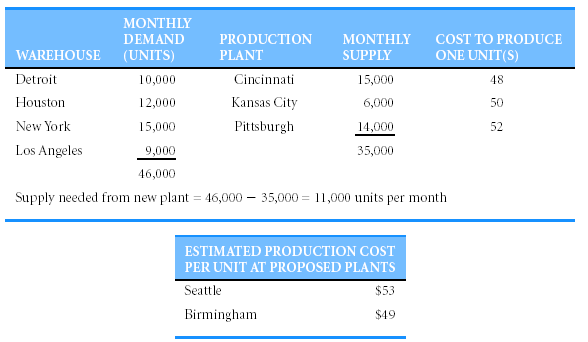 MONTHLY
DEMAND PRODUCTION MONTHLY COST TO PRODUCE
WAREHOUSE (UNITS) PLANT SUPPLY ONE UNIT(S)
Detroit 10,000 Cincinnati 15,000 48
Houston 12,000 Kansas City 6,000 50
New York 15,000 Pittsburgh 14,000 52
Los Angeles 9,000 35,000
46,000
Supply needed from new plant = 46,000 − 35,000 = 11,000 units per month
ESTIMATED PRODUCTION COST
PER UNIT AT PROPOSED PLANTS
Seattle $53
Birmingham $49